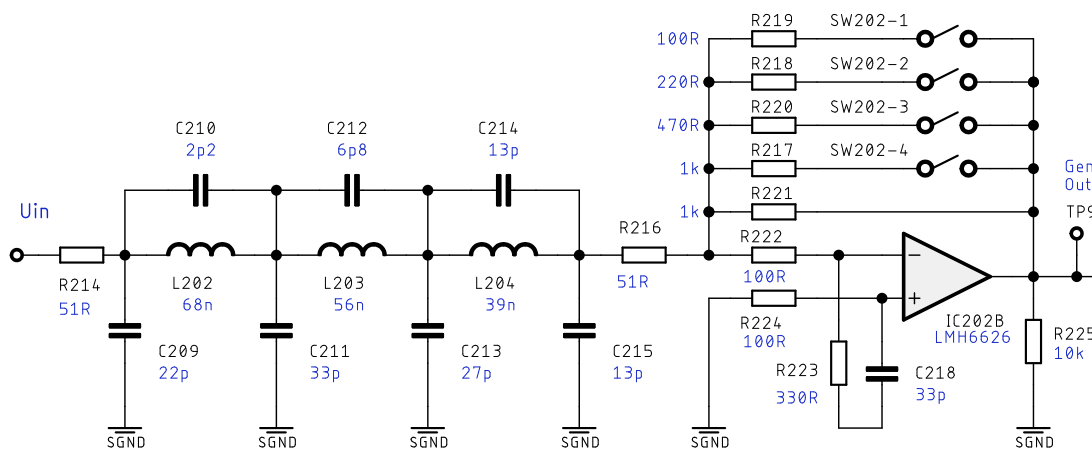 R219
SW202-1
100R
R218
SW202-2
220R
R220
SW202-3
470R
C210
2p2
C212
6p8
C214
13p
R217
SW202-4
1k
Gen
Out
R221
1k
TP9
Uin
R216
51R
R222
100R
R214
51R
L202
68n
L203
56n
L204
39n
R224
100R
IC202B
LMH6626
R225
10k
C209
22p
C211
33p
C213
27p
C215
13p
R223
330R
C218
33p
SGND
SGND
SGND
SGND
SGND
SGND